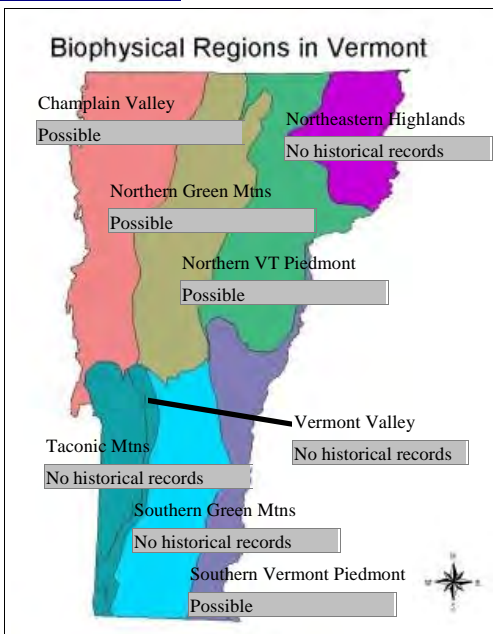 Biophysical Regions in Vermont
Champlain Valley
Possible
Northeastern Highlands
No historical records
Northern Green Mtns
Possible
Northern VT Piedmont
Possible
Vermont Valley
No historical records
Taconic Mtns
No historical records
Southern Green Mtns
No historical records
Southern Vermont Piedmont
Possible